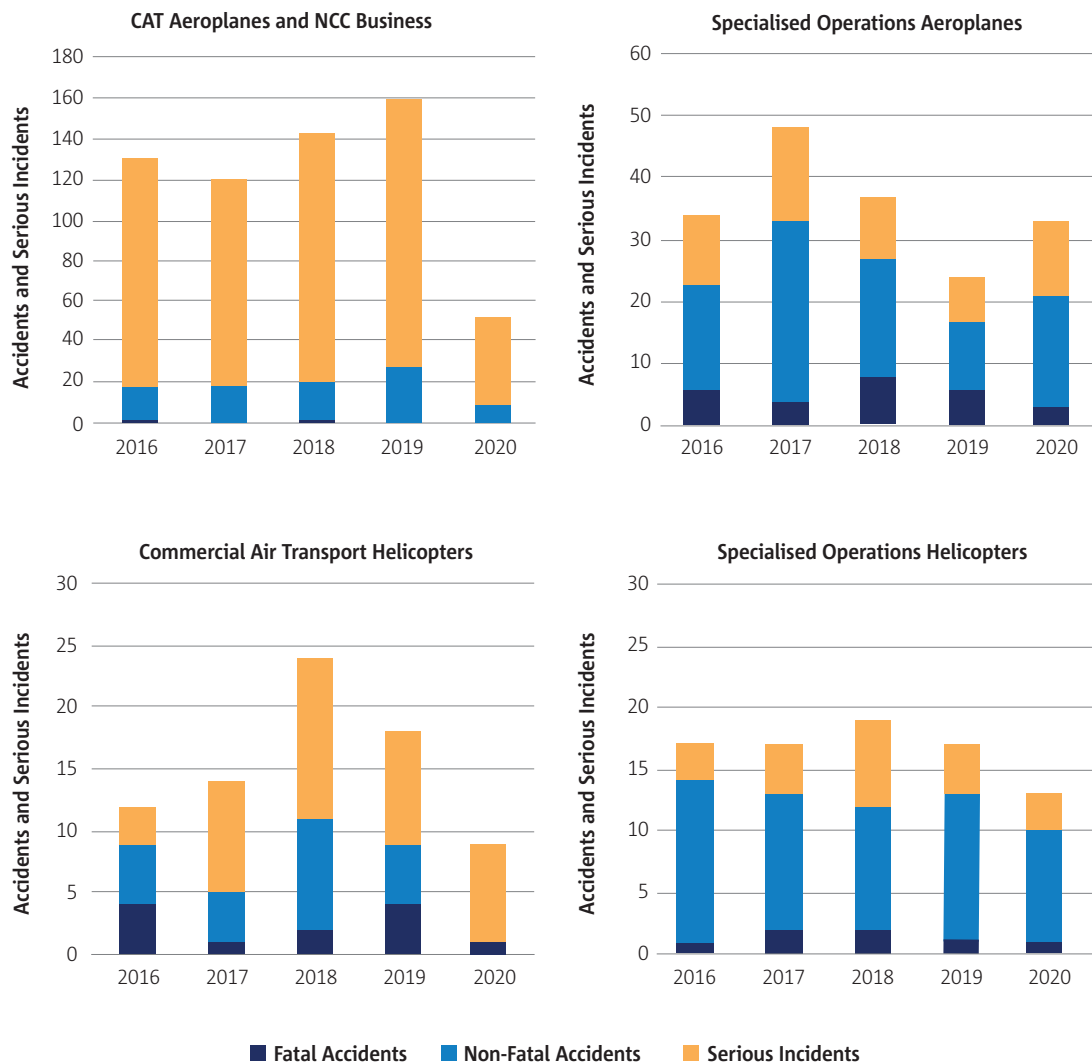 CAT Aeroplanes and NCC Business
Accidents and Serious Incidents
180
160
140
120
100
80
60
40
20
0
2016 2017 2018 2019 2020
Specialised Operations Aeroplanes
Accidents and Serious Incidents
60
50
40
30
20
10
0
2016 2017 2018 2019 2020
Commercial Air Transport Helicopters
Accidents and Serious Incidents
30
25
20
15
10
5
0
2016 2017 2018 2019 2020
Specialised Operations Helicopters
Accidents and Serious Incidents
30
25
20
15
10
5
0
2016 2017 2018 2019 2020
Fatal Accidents Non-Fatal Accidents Serious Incidents